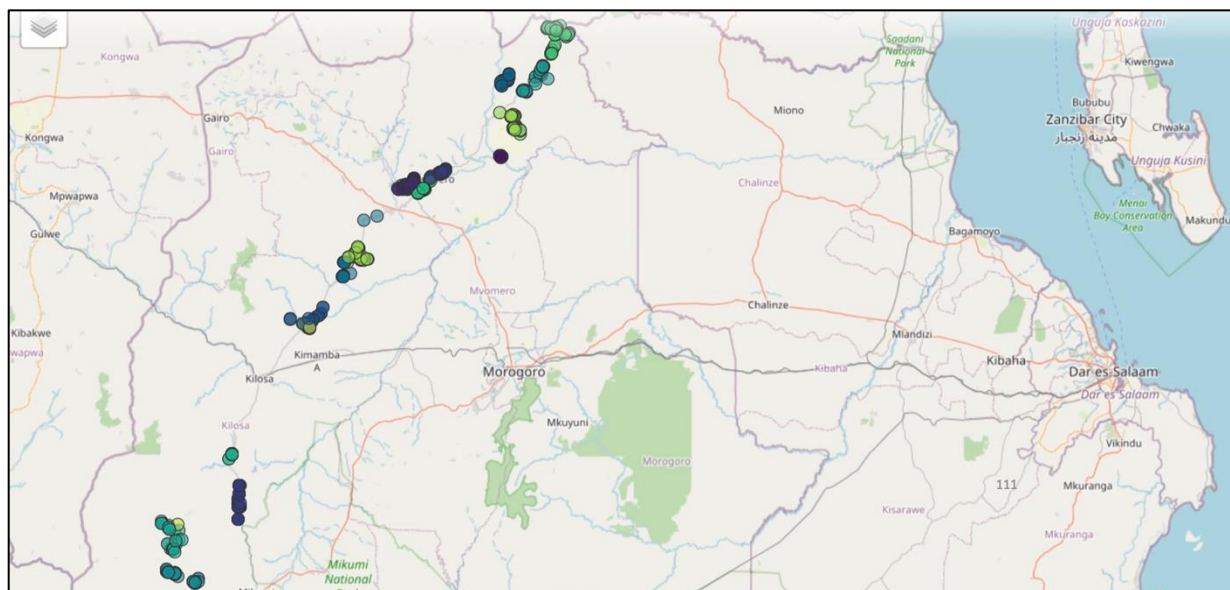 Unguja Kaskazini
Kongwa
Saadani
National
Park
Kiwengwa
Miono
Bububu
Gairo
Zanzibar City
Chwaka
مدينة زنجبار
Kongwa
Gairo
Unguja Kusini
Mpwapwa
Chalinze
Menai
Bay Conservation
Area
Makundu
Gulwe
Bagamoyo
Mvomero
Chalinze
Kibakwe
Mlandizi
Kimamba
A
Kibaha
Morogoro
Kibaha
Dar es Salaam
Kilosa
Dar es Salaam
Mkuyuni
Kilosa
Vikindu
Morogoro
111
Mkuranga
Kisarawe
Mkuranga
Mikumi
National